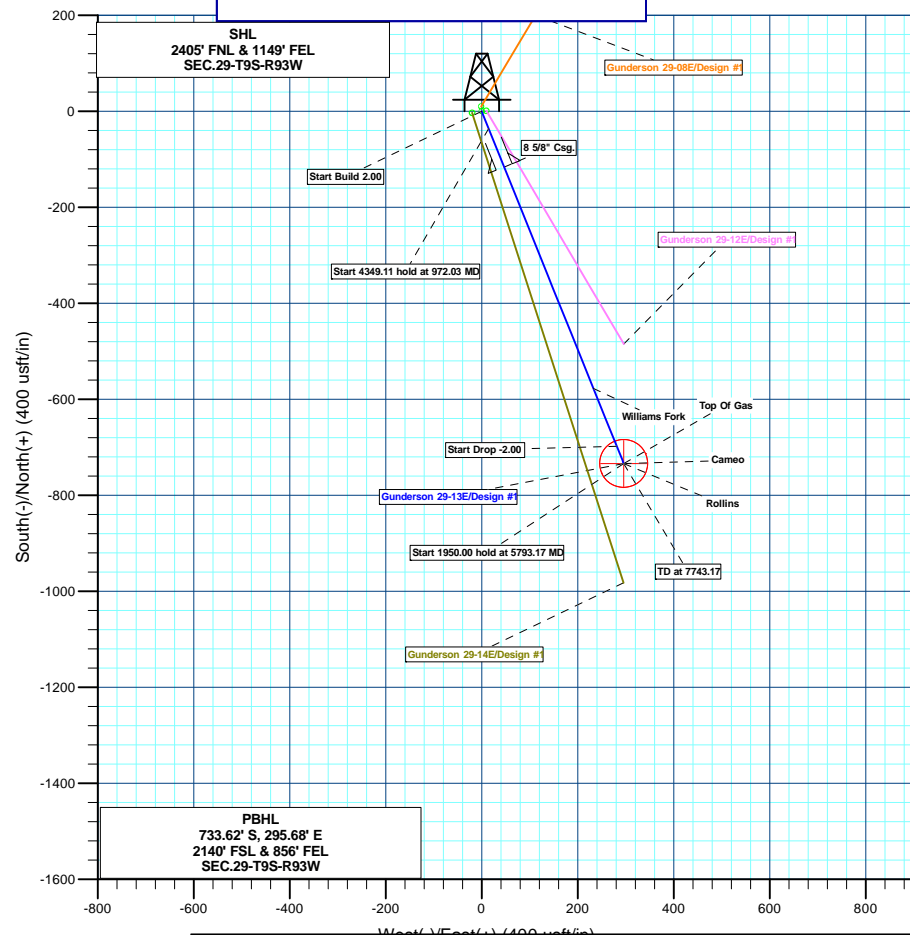 SHL
2405' FNL & 1149' FEL
SEC.29-T9S-R93W
Gunderson 29-08E/Design #1
8 5/8" Csg.
Start Build 2.00
Gunderson 29-12E/Design #1
Start 4349.11 hold at 972.03 MD
Top Of Gas
Williams Fork
Start Drop -2.00
Cameo
Gunderson 29-13E/Design #1
Rollins
Start 1950.00 hold at 5793.17 MD
TD at 7743.17
Gunderson 29-14E/Design #1
PBHL
733.62' S, 295.68' E
2140' FSL & 856' FEL
SEC.29-T9S-R93W
South(-)/North(+) (400 usft/in)
200
0
-200
-400
-600
-800
-1000
-1200
-1400
-1600
-800
-600
-400
-200
0
200
400
600
800
West(-)/East(+) (400 usft/in)